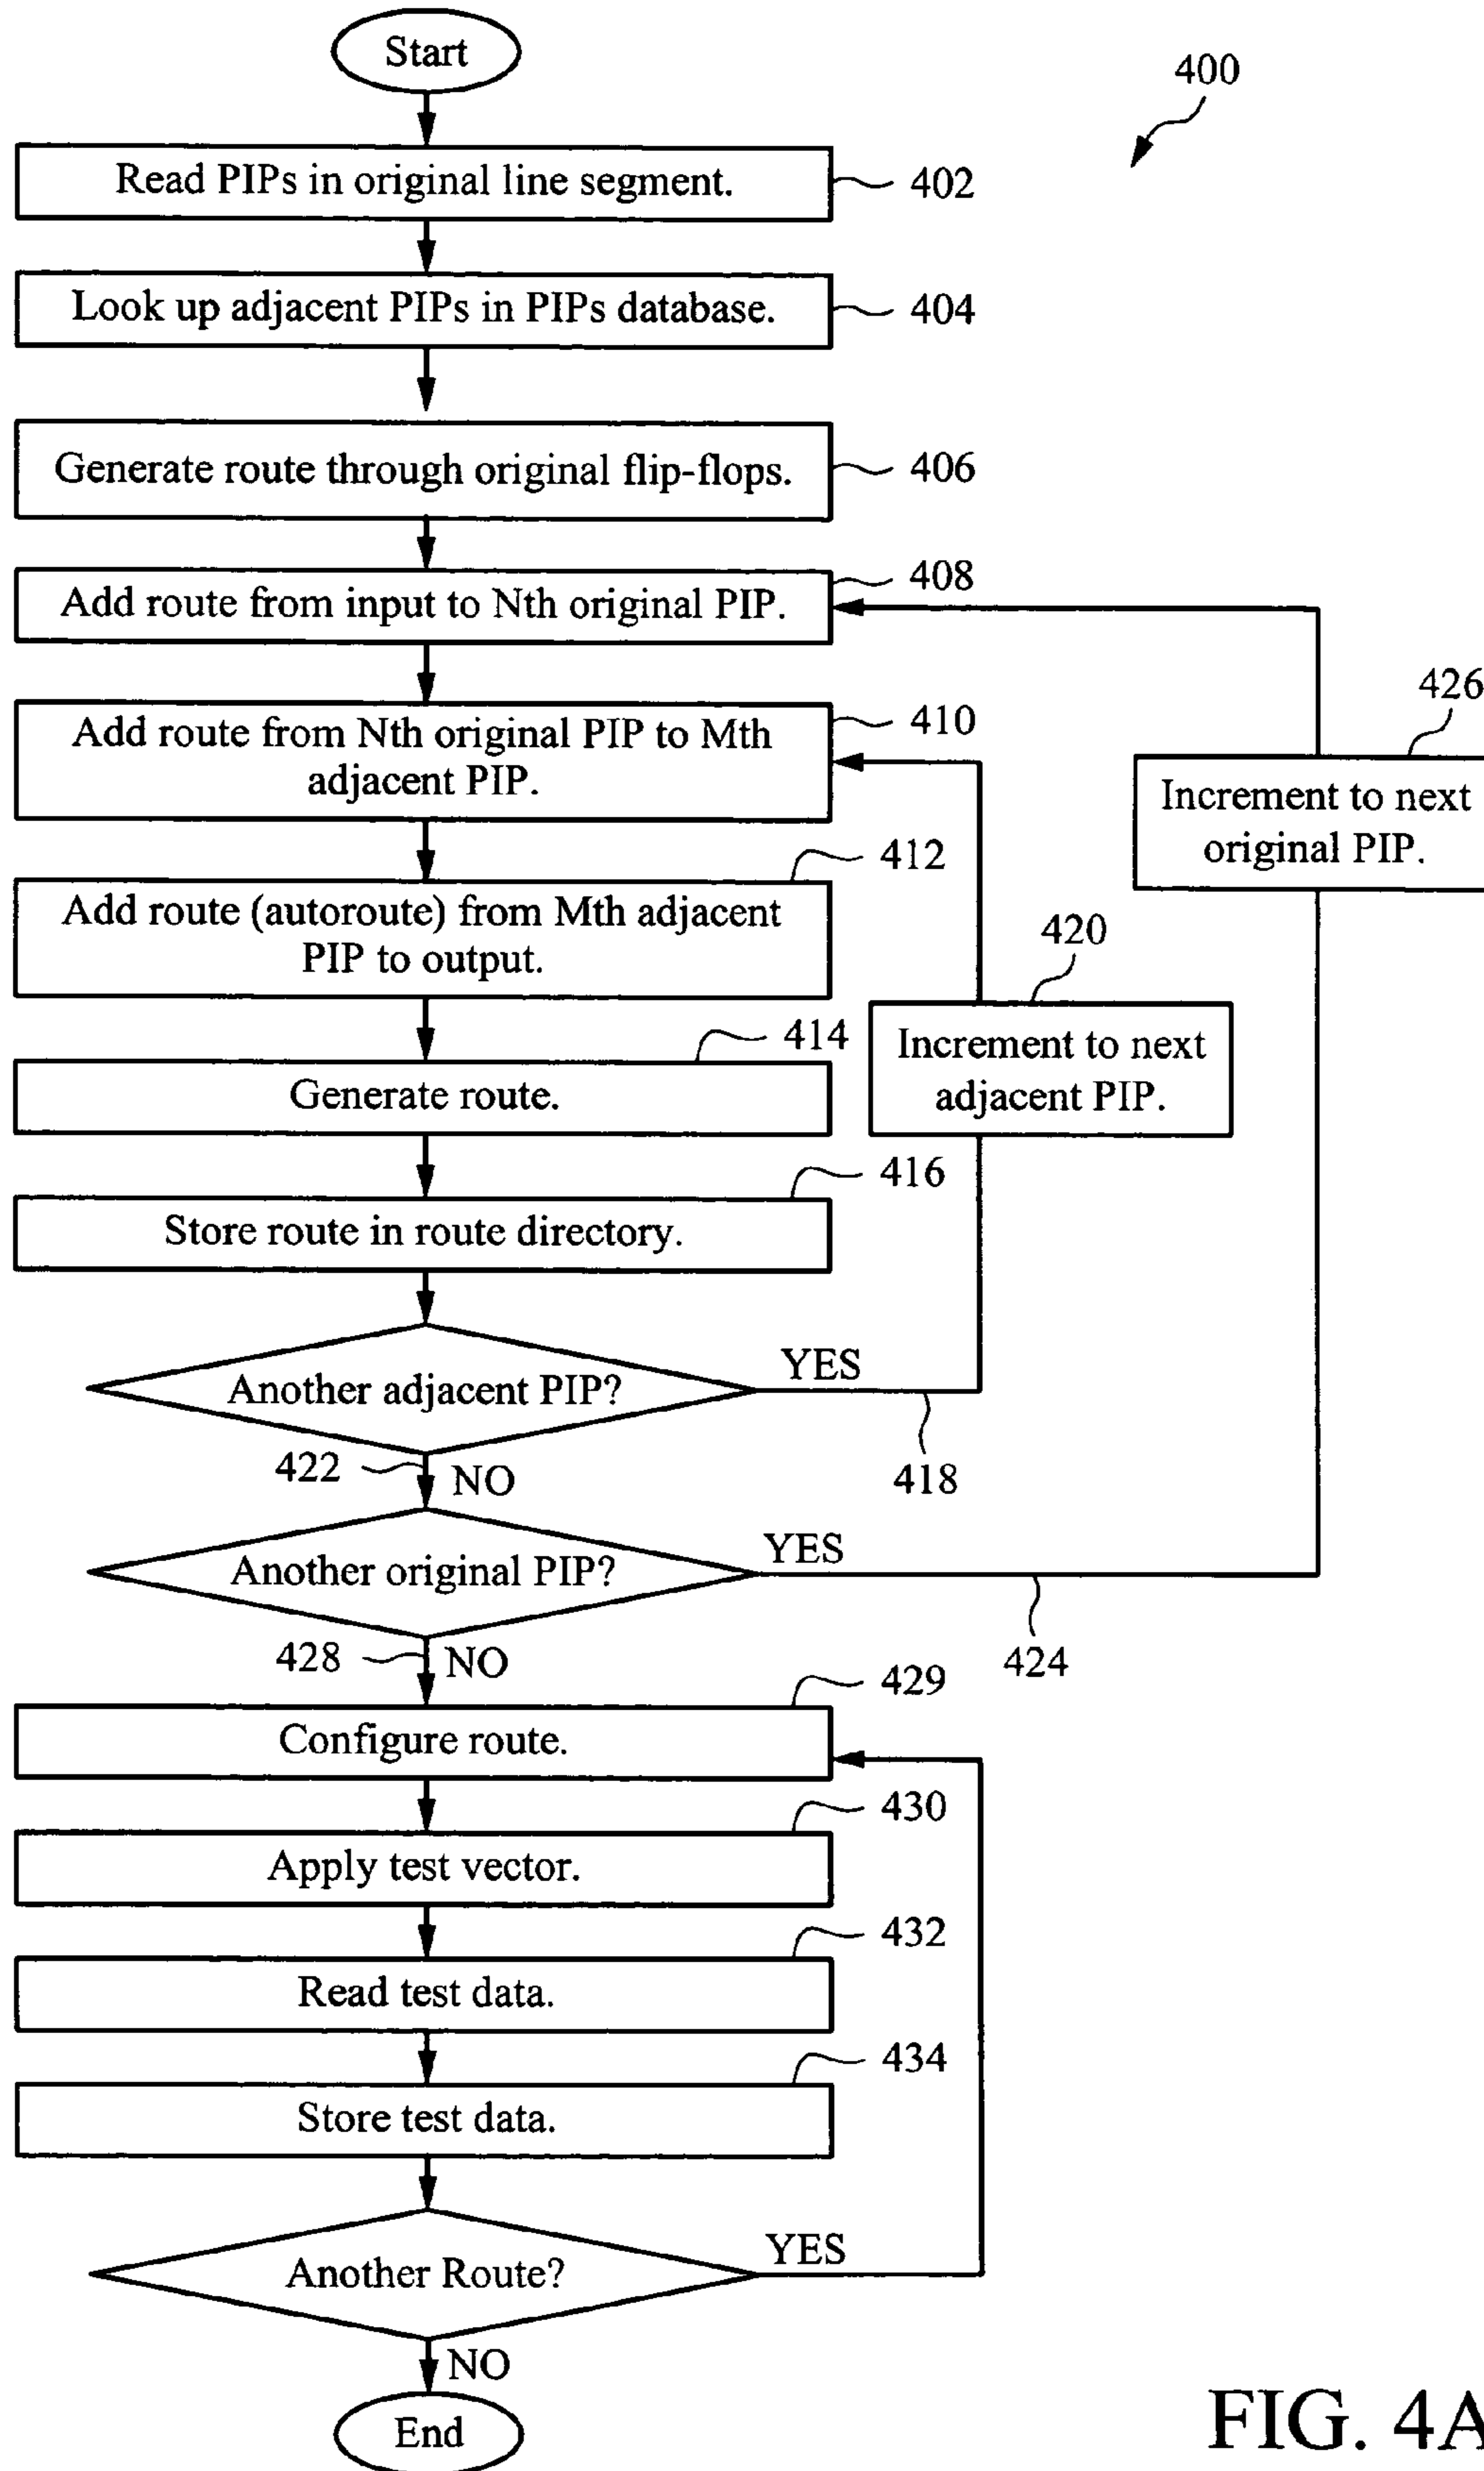 Start
400
Read PIPs in original line segment.
402
Look up adjacent PIPs in PIPs database.
404
Generate route through original flip-flops.
406
Add route from input to Nth original PIP.
408
Add route from Nth original PIP to Mth
adjacent PIP.
410
426
Increment to next
original PIP.
412
Add route (autoroute) from Mth adjacent
PIP to output.
420
Increment to next
adjacent PIP.
414
Generate route.
416
Store route in route directory.
Another adjacent PIP?
YES
418
422
NO
Another original PIP?
YES
424
428
NO
429
Configure route.
430
Apply test vector.
432
Read test data.
434
Store test data.
Another Route?
YES
NO
End
FIG. 4A